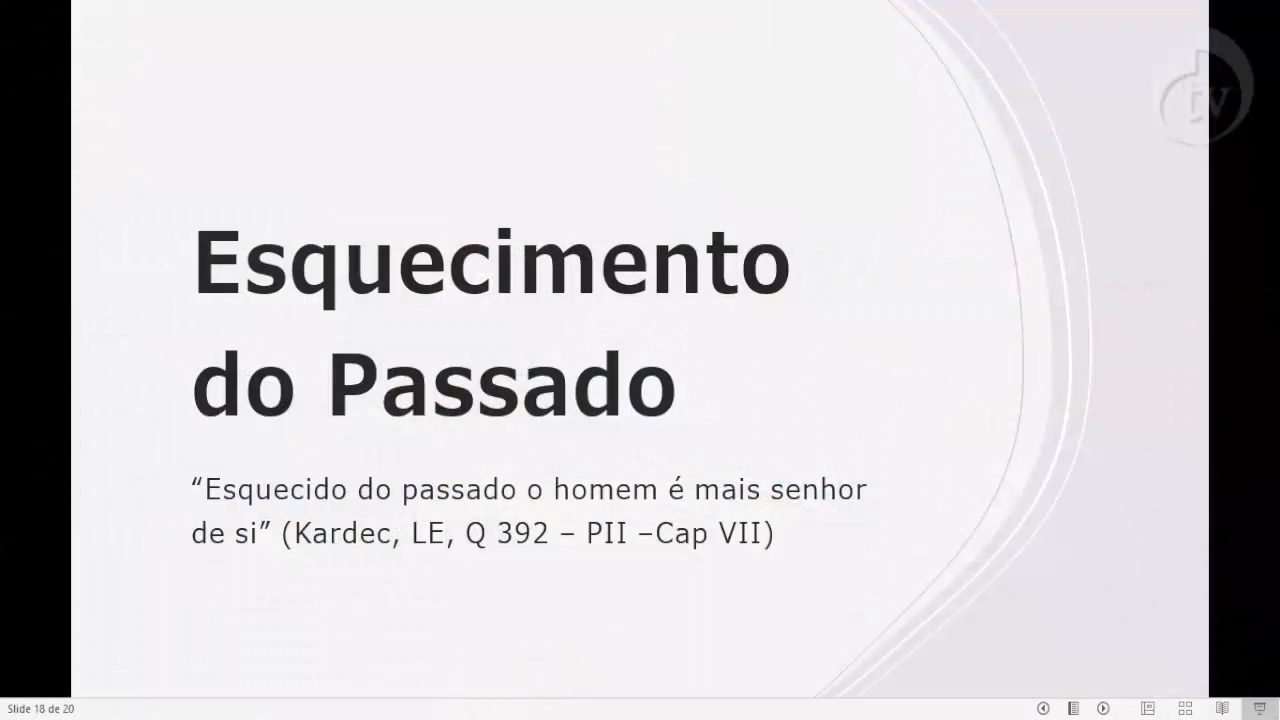 tv
Esquecimento
do Passado
“Esquecido do passado o homem é mais senhor
de si” (Kardec, LE, Q 392 – PII –Cap VII)
Slide 18 de 20